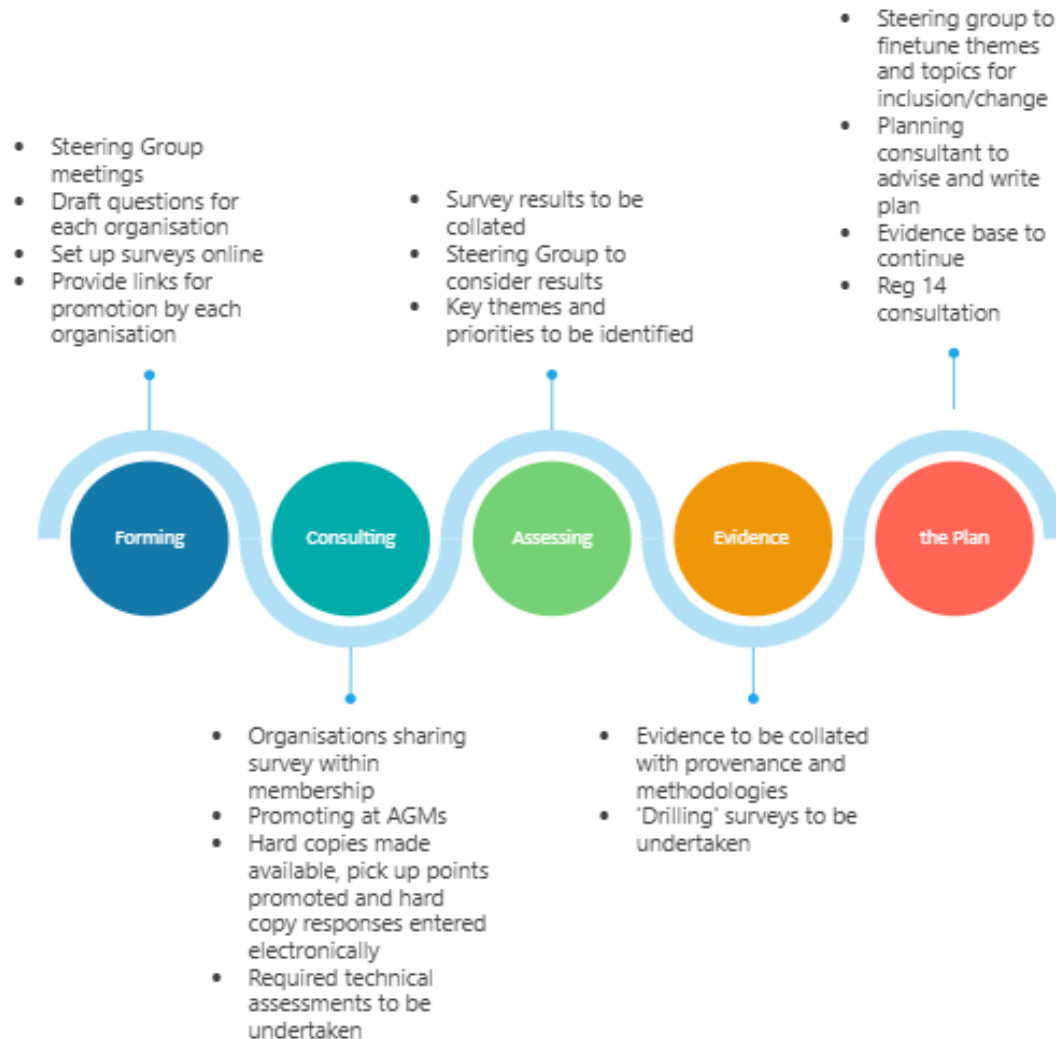 • Steering Group
meetings
• Draft questions for
each organisation
• Set up surveys online
• Provide links for
promotion by each
organisation
• Survey results to be
collated
• Steering Group to
consider results
• Key themes and
priorities to be identified
• Steering group to
finetune themes
and topics for
inclusion/change
• Planning
consultant to
advise and write
plan
• Evidence base to
continue
• Reg 14
consultation
Forming
Consulting
Assessing
Evidence
the Plan
• Organisations sharing
survey within
membership
• Promoting at AGMs
• Hard copies made
available, pick up points
promoted and hard
copy responses entered
electronically
• Required technical
assessments to be
undertaken
• Evidence to be collated
with provenance and
methodologies
• 'Drilling' surveys to be
undertaken